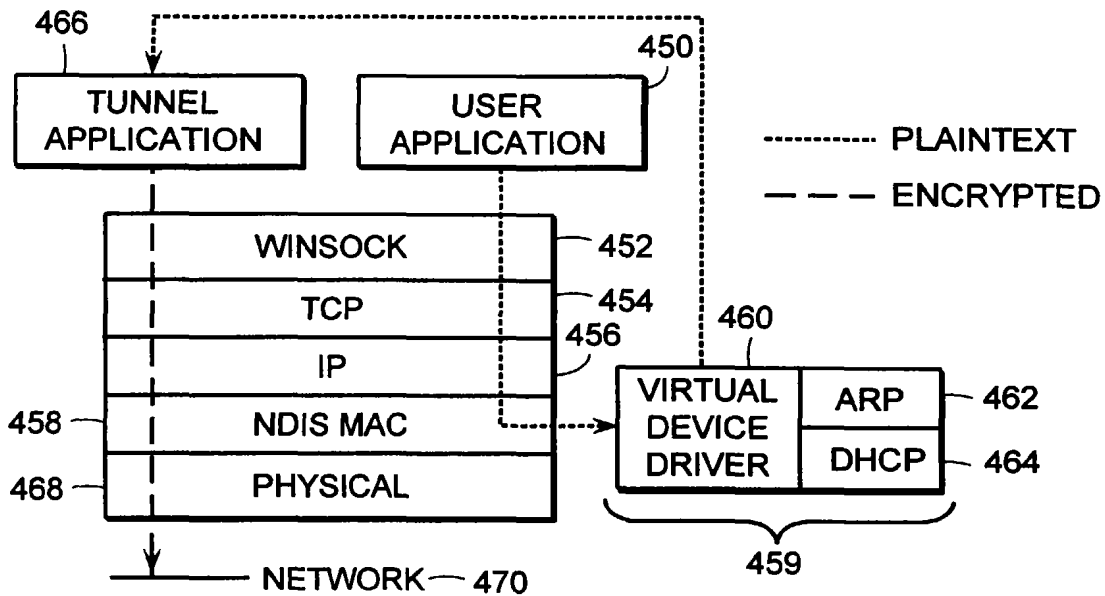 466
TUNNEL
APPLICATION
450
USER
APPLICATION
PLAINTEXT
ENCRYPTED
WINSOCK
452
TCP
454
IP
456
458
NDIS MAC
468
PHYSICAL
460
VIRTUAL
DEVICE
DRIVER
ARP
462
DHCP
464
459
NETWORK
470